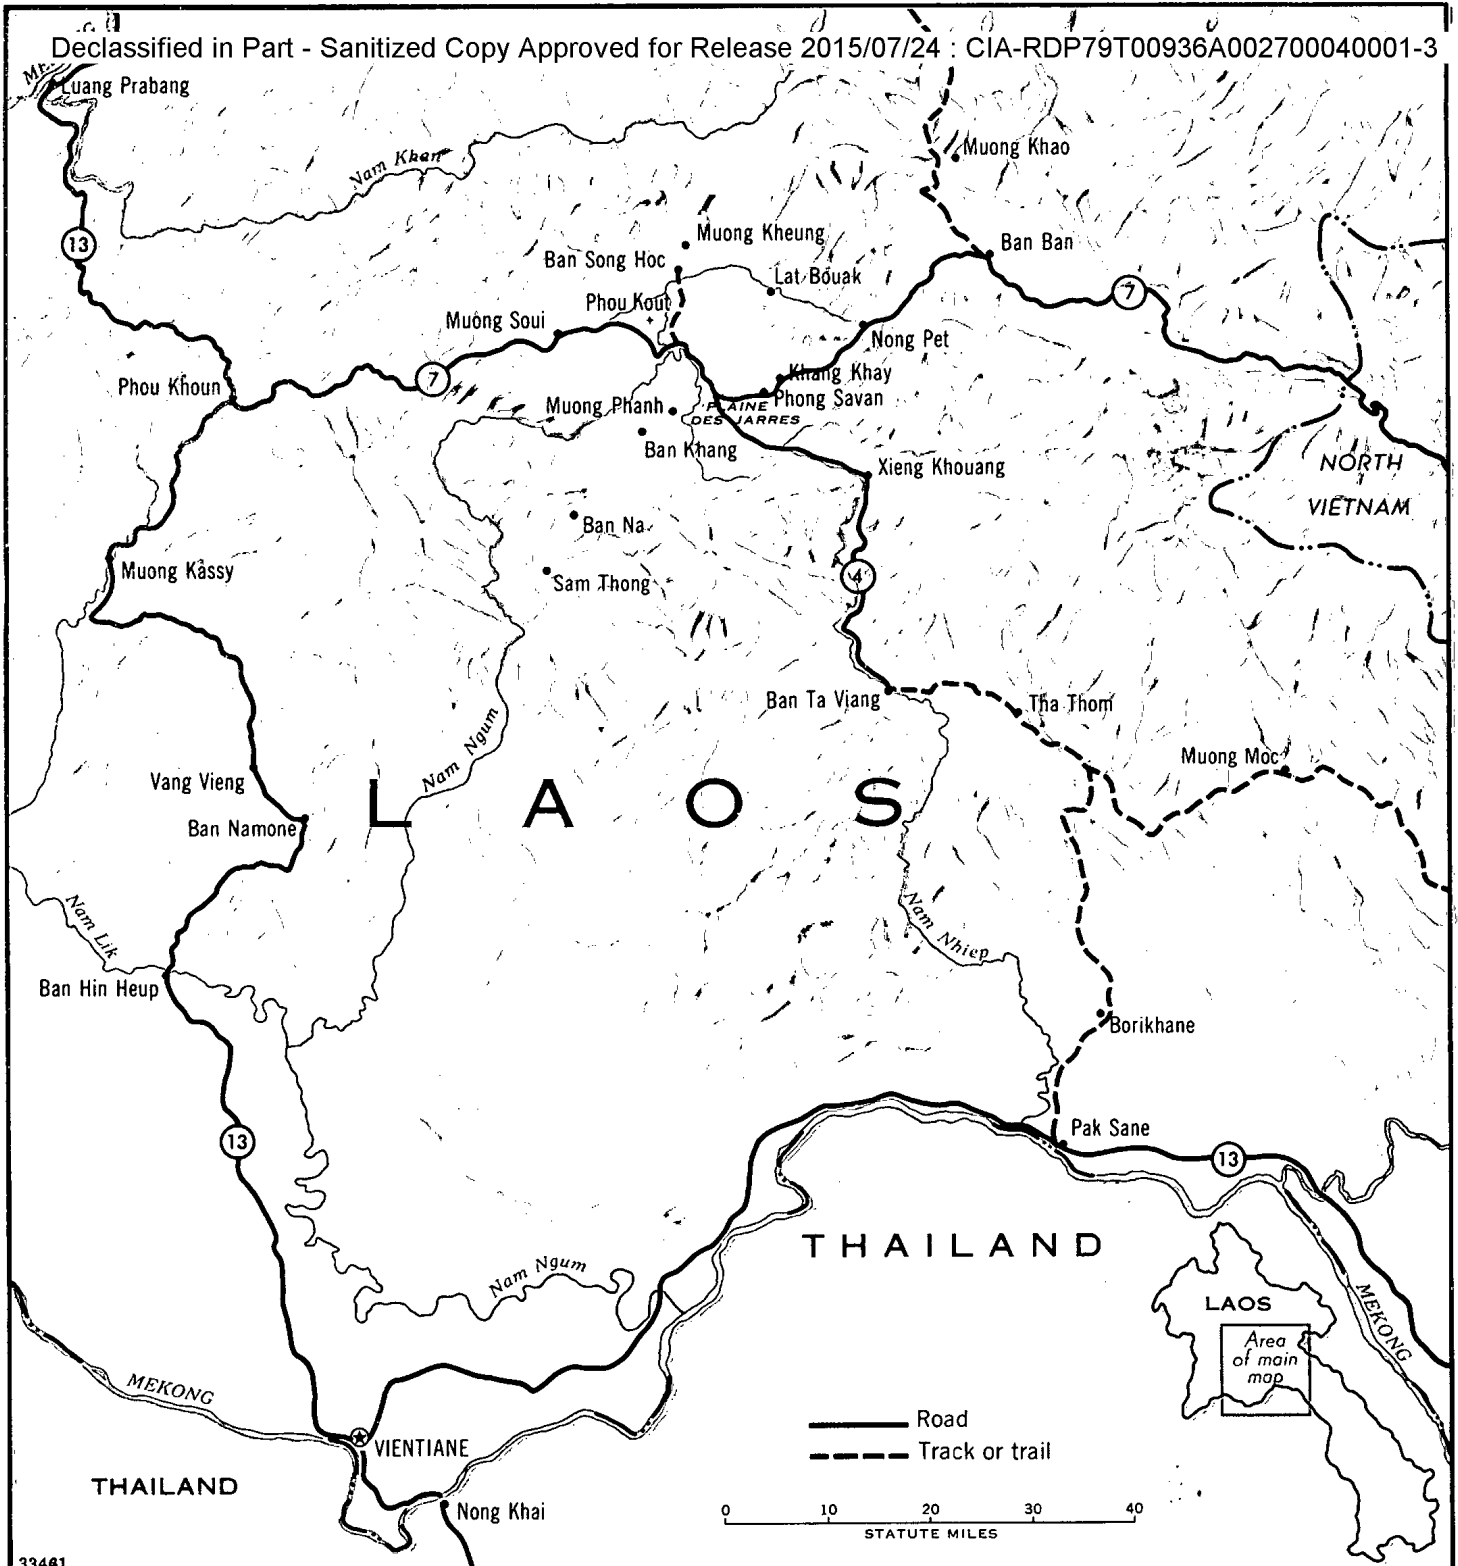 Declassified in Part - Sanitized Copy Approved for Release 2015/07/24 : CIA-RDP79T00936A002700040001-3
Luang Prabang
Nam Khan
Muong Khao
13
Muong Kheung
Ban Ban
Ban Song Hoc
Lat Bouak
Phou Kout
7
Muong Soui
Nong Pet
7
Khang Khay
Phou Khoun
Phong Savan
Muong Phanh
PLAINE
DES JARRES
Ban Khang
Xieng Khouang
NORTH
VIETNAM
Ban Na
Muong Kassy
Sam Thong
4
Ban Ta Viang
Tha Thom
Nam Ngum
Muong Moc
Vang Vieng
LAOS
Ban Namone
Nam Lik
Nam Nhiep
Ban Hin Heup
Borikhane
Pak Sane
13
13
THAILAND
Nam Ngum
LAOS
MEKONG
Area
of main
map
MEKONG
Road
VIENTIANE
Track or trail
THAILAND
Nong Khai
0 10 20 30 40
STATUTE MILES
33461